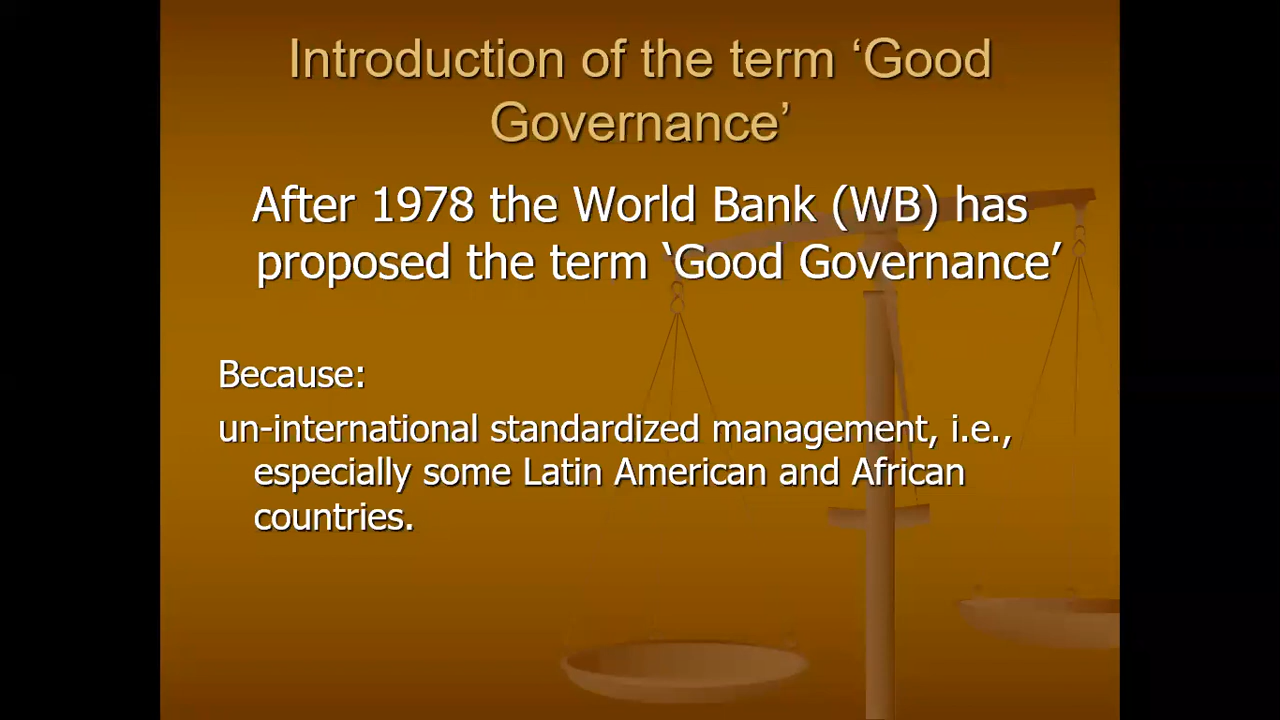 Introduction of the term ‘Good
Governance’
After 1978 the World Bank (WB) has
proposed the term ‘Good Governance’
Because:
un-international standardized management, i.e.,
especially some Latin American and African
countries.